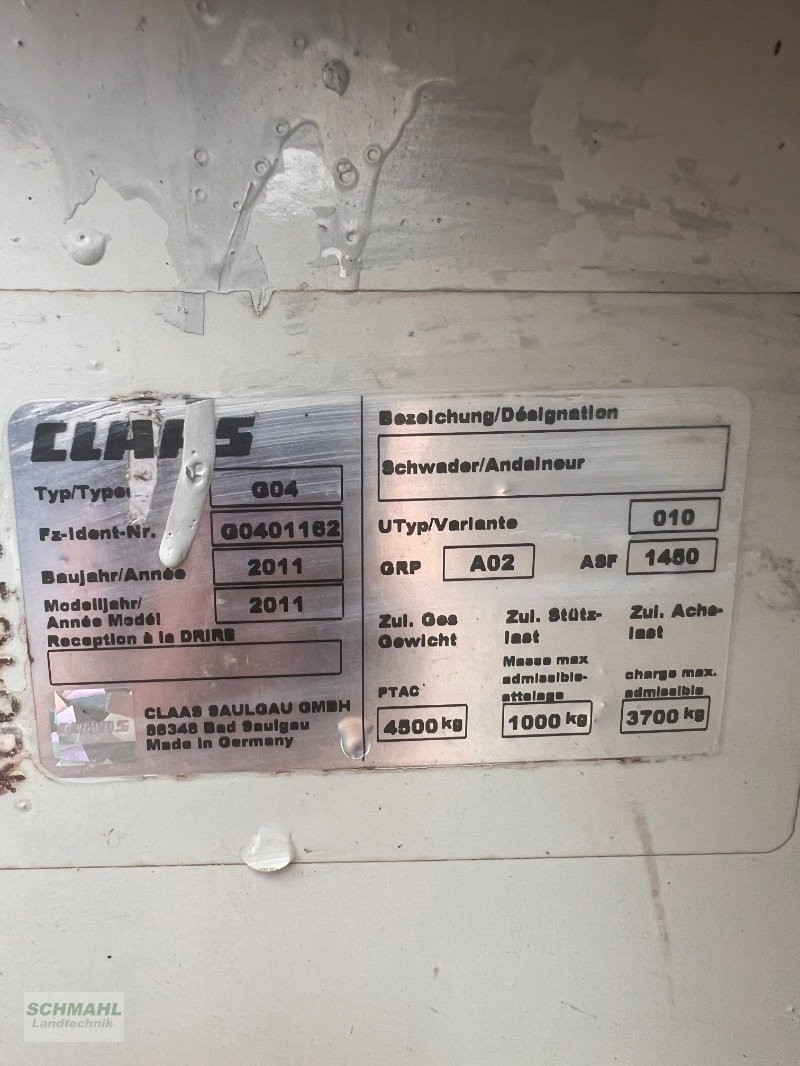 CLAAS
Typ/Type
G04
Fz-Ident-Nr.
G0401162
Baujahr/Année
2011
Modelljahr/
Année Modél
2011
Reception à la DRIRE
CLAAS
CLAAS SAULGAU GMBH
88348 Bad Saulgau
Made in Germany
Bezeichung/Désignation
Schwader/Andaineur
UTyp/Variante
010
GRP
A02
ASF
1450
Zul. Ges
Gewicht
PTAC
4500 kg
Zul. Stütz-
last
Masse max
admissible-
attelage
1000 kg
Zul. Achs-
last
charge max.
admissible
3700 kg
SCHMAHL
Landtechnik